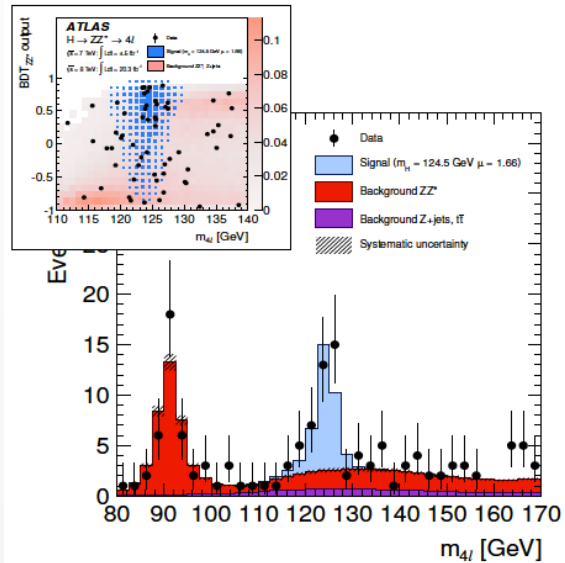 ATLAS
H → ZZ* → 4l
√s = 7 TeV: ∫Ldt = 4.5 fb⁻¹
√s = 8 TeV: ∫Ldt = 20.3 fb⁻¹
Data
Signal (m_H = 124.5 GeV μ = 1.66)
Background ZZ*, Z+jets
BDT_ZZ* output
1
0.5
0
-0.5
-1
110 115 120 125 130 135 140
m_4l [GeV]
0.1
0.08
0.06
0.04
0.02
0
Data
Signal (m_H = 124.5 GeV μ = 1.66)
Background ZZ*
Background Z+jets, tt̄
Systematic uncertainty
Eve
20
15
10
5
0
80 90 100 110 120 130 140 150 160 170
m_4l [GeV]